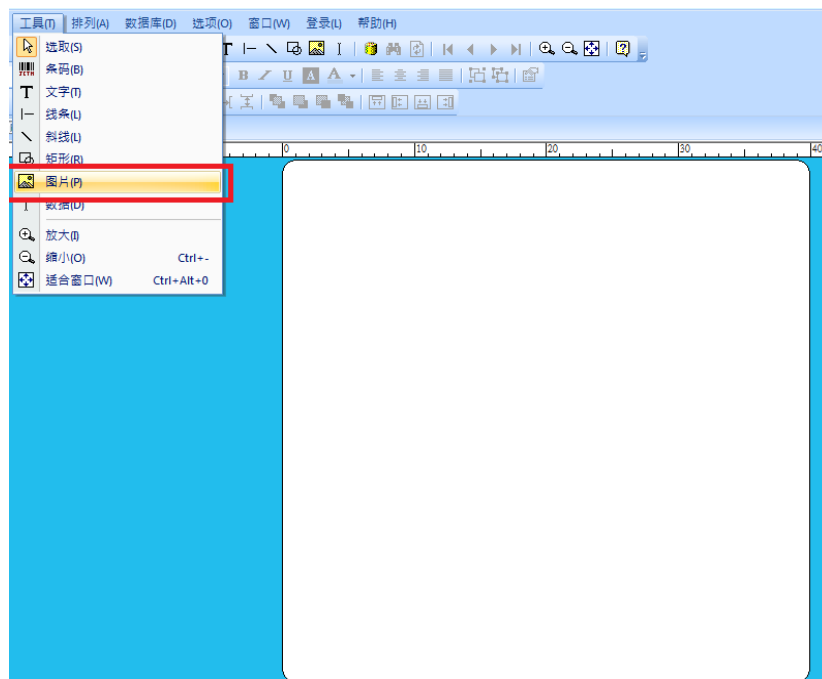 工具(T) 排列(A) 数据库(D) 选项(O) 窗口(W) 登录(L) 帮助(H)
选取(S)
条码(B)
文字(T)
线条(L)
斜线(L)
矩形(R)
图片(P)
数据(D)
放大(I)
缩小(O) Ctrl+-
适合窗口(W) Ctrl+Alt+0
0 10 20 30 40